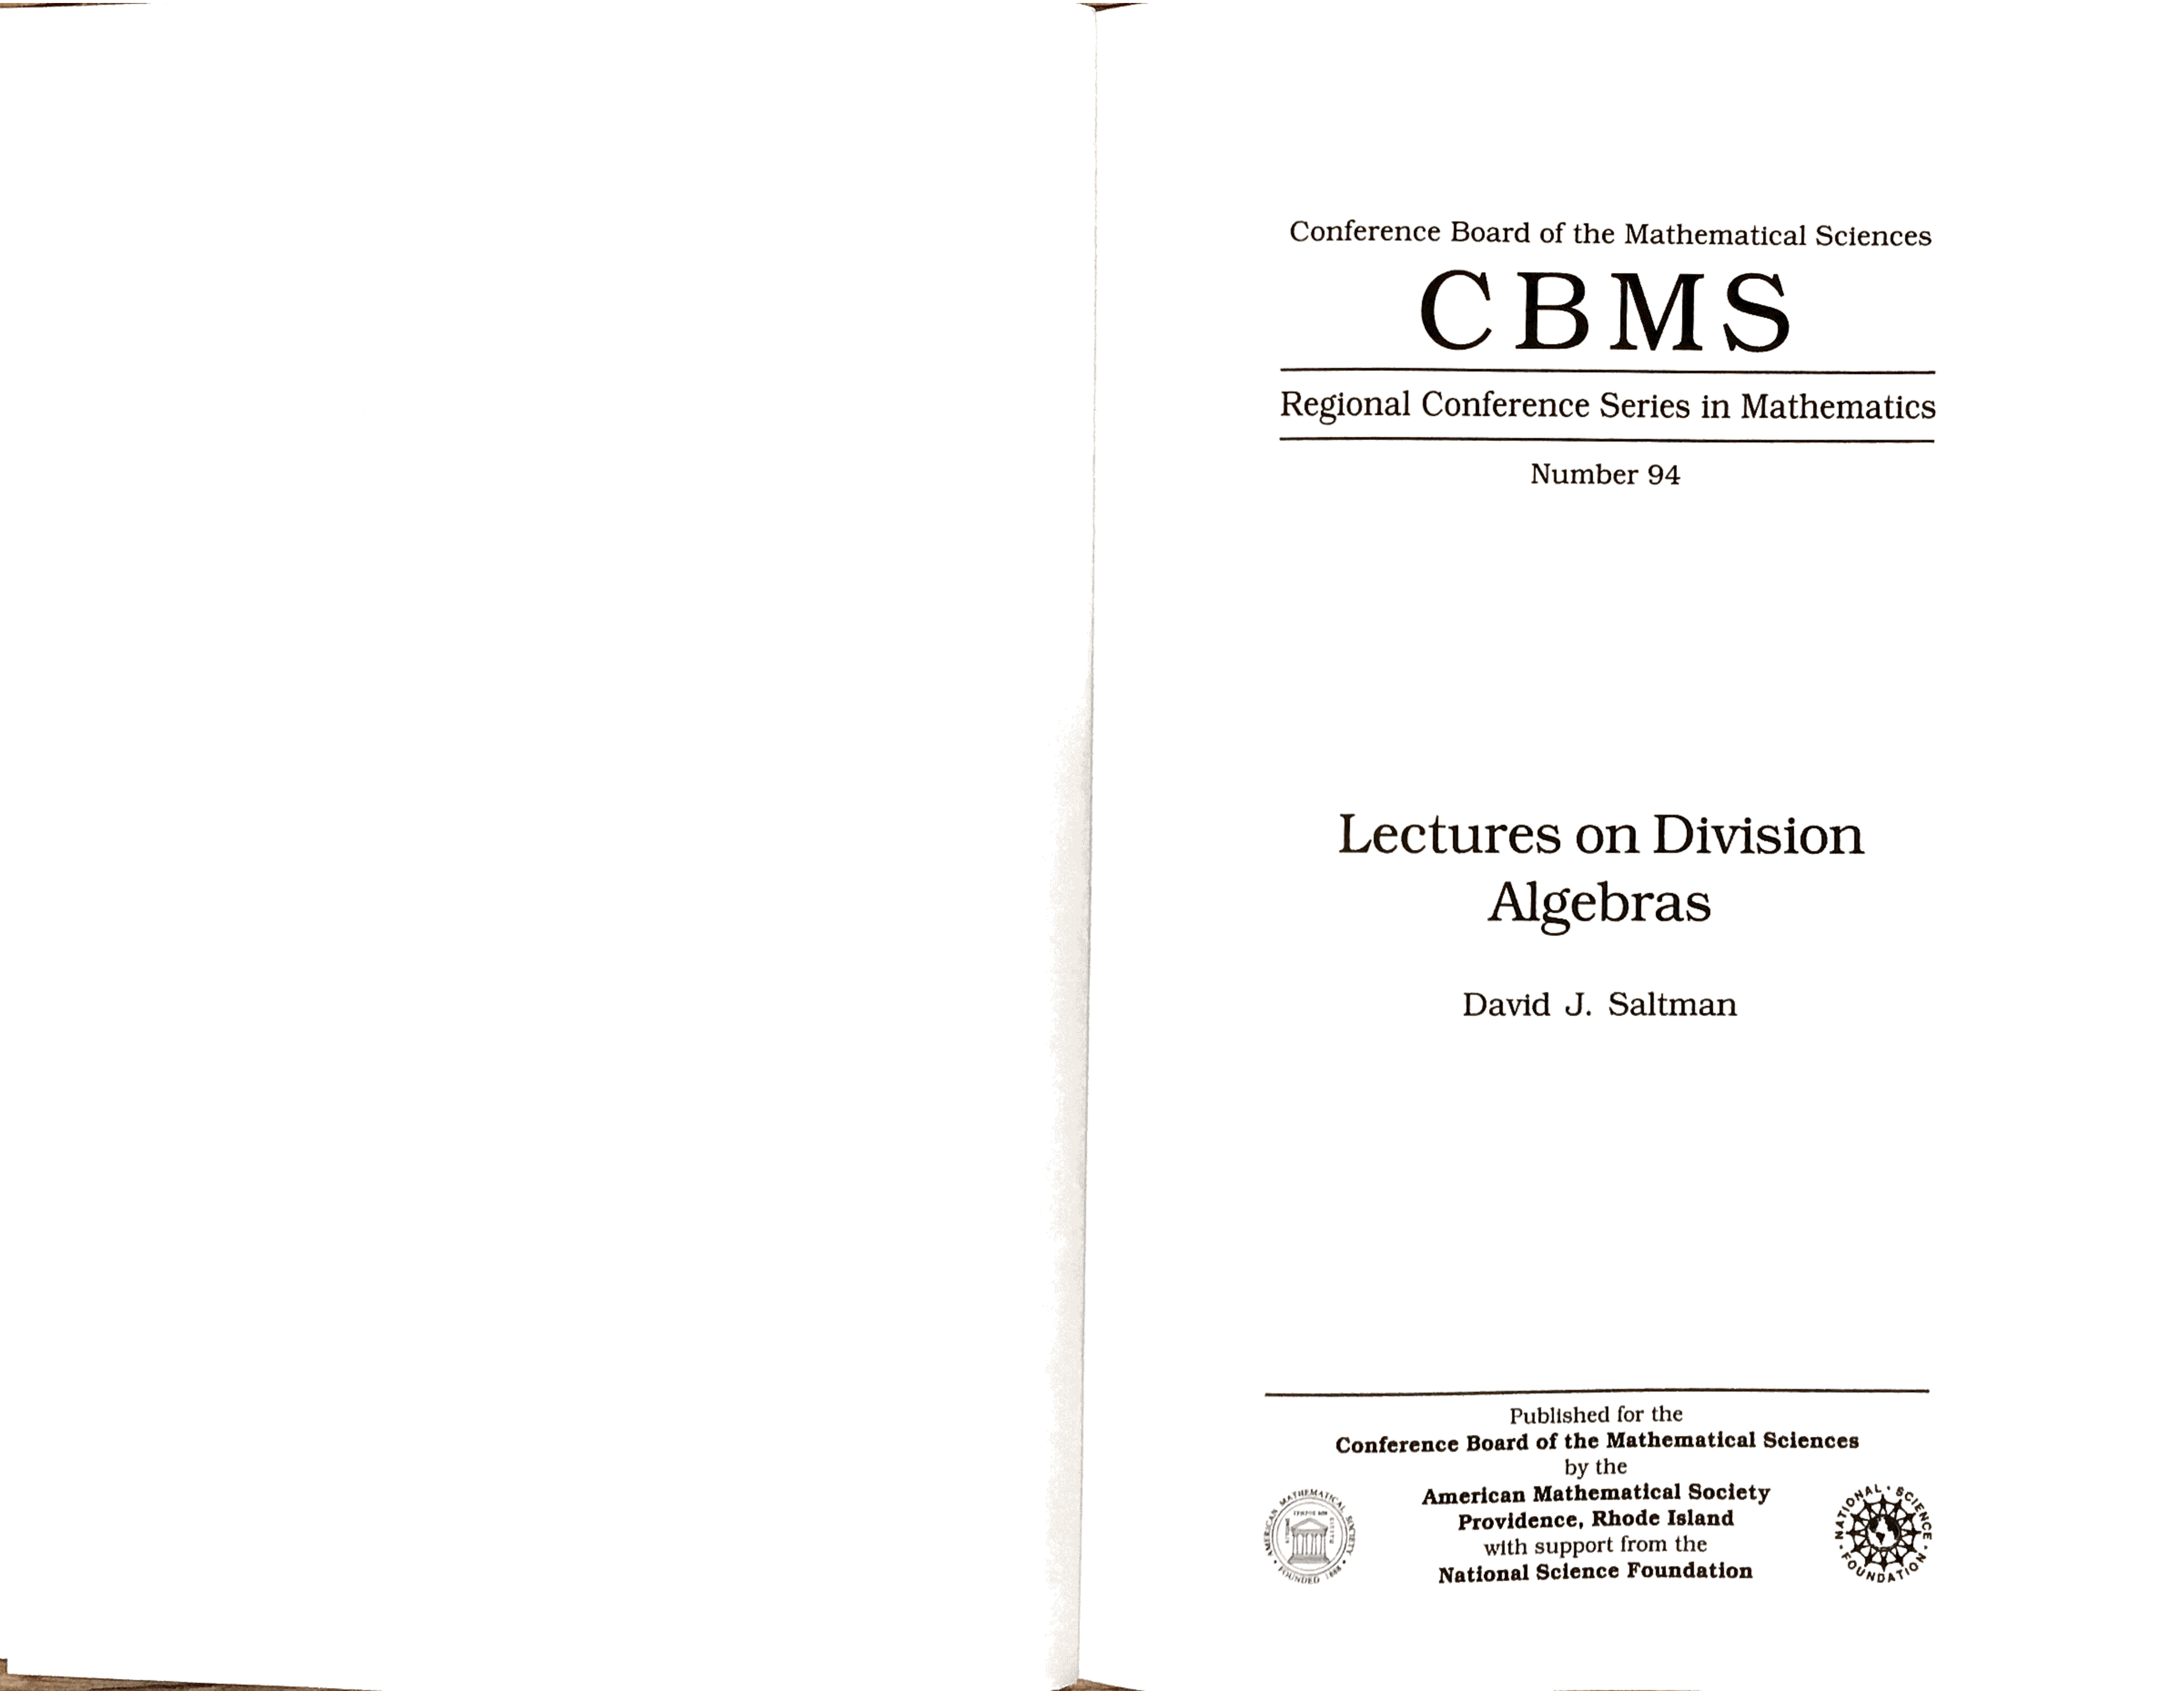 Conference Board of the Mathematical Sciences
CBMS
Regional Conference Series in Mathematics
Number 94
Lectures on Division
Algebras
David J. Saltman
Published for the
Conference Board of the Mathematical Sciences
by the
American Mathematical Society
Providence, Rhode Island
with support from the
National Science Foundation
AMERICAN MATHEMATICAL SOCIETY
FOUNDED 1888
NATIONAL SCIENCE FOUNDATION